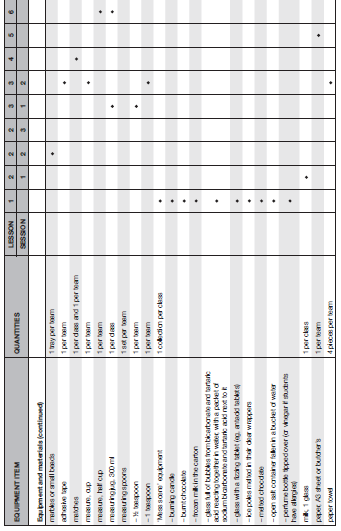 EQUIPMENT ITEM QUANTITIES LESSON 1 2 2 2 3 3 4 5 6
SESSION 1 2 3 1 2
Equipment and materials (continued)
marbles or small beads 1 tray per team •
adhesive tape 1 per team •
matches 1 per class and 1 per team •
measure, cup 1 per team •
measure, half cup 1 per team •
measuring jug, 300 ml 1 per class • •
measuring spoons 1 set per team
– ½ teaspoon 1 per team •
– 1 teaspoon 1 per team •
'Mess scene' equipment 1 collection per class •
– burning candle •
– burnt chocolate •
– frozen milk in the carton •
– glass full of bubbles from bicarbonate and tartaric
acid reacting together in water, with a packet of
sodium bicarbonate and tartaric acid next to it •
– glass with a fizzing tablet (eg, antacid tablets) •
– ice poles melted in their clear wrappers •
– melted chocolate •
– open salt container fallen in a bucket of water •
– perfume bottle tipped over (or vinegar if students
have allergies) •
milk, 1 glass 1 per class •
paper, A3 sheet or butcher's 1 per team •
paper towel 4 pieces per team •